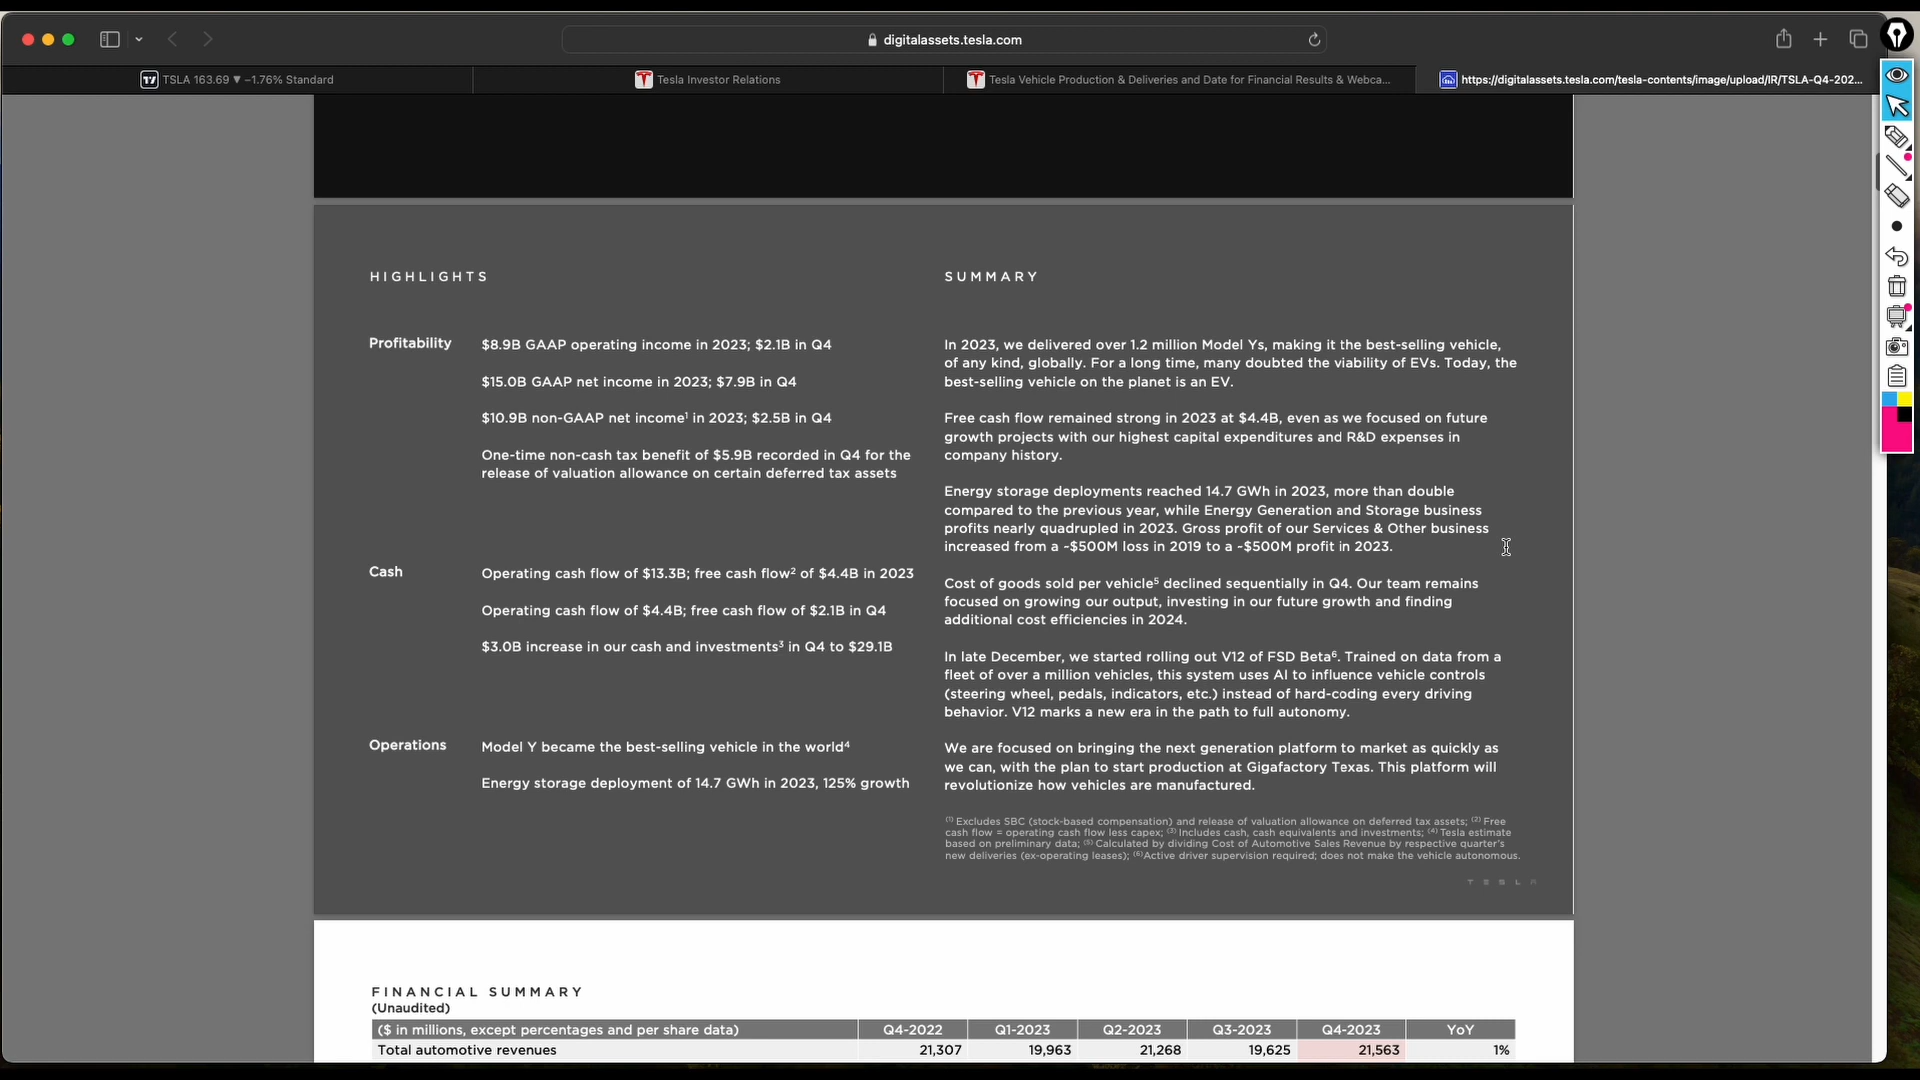 digitalassets.tesla.com
TSLA 163.69 ▼ −1.76% Standard
Tesla Investor Relations
Tesla Vehicle Production & Deliveries and Date for Financial Results & Webca...
https://digitalassets.tesla.com/tesla-contents/image/upload/IR/TSLA-Q4-202...
HIGHLIGHTS
Profitability
$8.9B GAAP operating income in 2023; $2.1B in Q4
$15.0B GAAP net income in 2023; $7.9B in Q4
$10.9B non-GAAP net income¹ in 2023; $2.5B in Q4
One-time non-cash tax benefit of $5.9B recorded in Q4 for the
release of valuation allowance on certain deferred tax assets
Cash
Operating cash flow of $13.3B; free cash flow² of $4.4B in 2023
Operating cash flow of $4.4B; free cash flow of $2.1B in Q4
$3.0B increase in our cash and investments³ in Q4 to $29.1B
Operations
Model Y became the best-selling vehicle in the world⁴
Energy storage deployment of 14.7 GWh in 2023, 125% growth
SUMMARY
In 2023, we delivered over 1.2 million Model Ys, making it the best-selling vehicle,
of any kind, globally. For a long time, many doubted the viability of EVs. Today, the
best-selling vehicle on the planet is an EV.
Free cash flow remained strong in 2023 at $4.4B, even as we focused on future
growth projects with our highest capital expenditures and R&D expenses in
company history.
Energy storage deployments reached 14.7 GWh in 2023, more than double
compared to the previous year, while Energy Generation and Storage business
profits nearly quadrupled in 2023. Gross profit of our Services & Other business
increased from a ~$500M loss in 2019 to a ~$500M profit in 2023.
Cost of goods sold per vehicle⁵ declined sequentially in Q4. Our team remains
focused on growing our output, investing in our future growth and finding
additional cost efficiencies in 2024.
In late December, we started rolling out V12 of FSD Beta⁶. Trained on data from a
fleet of over a million vehicles, this system uses AI to influence vehicle controls
(steering wheel, pedals, indicators, etc.) instead of hard-coding every driving
behavior. V12 marks a new era in the path to full autonomy.
We are focused on bringing the next generation platform to market as quickly as
we can, with the plan to start production at Gigafactory Texas. This platform will
revolutionize how vehicles are manufactured.
⁽¹⁾ Excludes SBC (stock-based compensation) and release of valuation allowance on deferred tax assets; ⁽²⁾ Free
cash flow = operating cash flow less capex; ⁽³⁾ Includes cash, cash equivalents and investments; ⁽⁴⁾ Tesla estimate
based on preliminary data; ⁽⁵⁾ Calculated by dividing Cost of Automotive Sales Revenue by respective quarter's
new deliveries (ex-operating leases); ⁽⁶⁾Active driver supervision required; does not make the vehicle autonomous.
TESLA
FINANCIAL SUMMARY
(Unaudited)
($ in millions, except percentages and per share data) Q4-2022 Q1-2023 Q2-2023 Q3-2023 Q4-2023 YoY
Total automotive revenues 21,307 19,963 21,268 19,625 21,563 1%